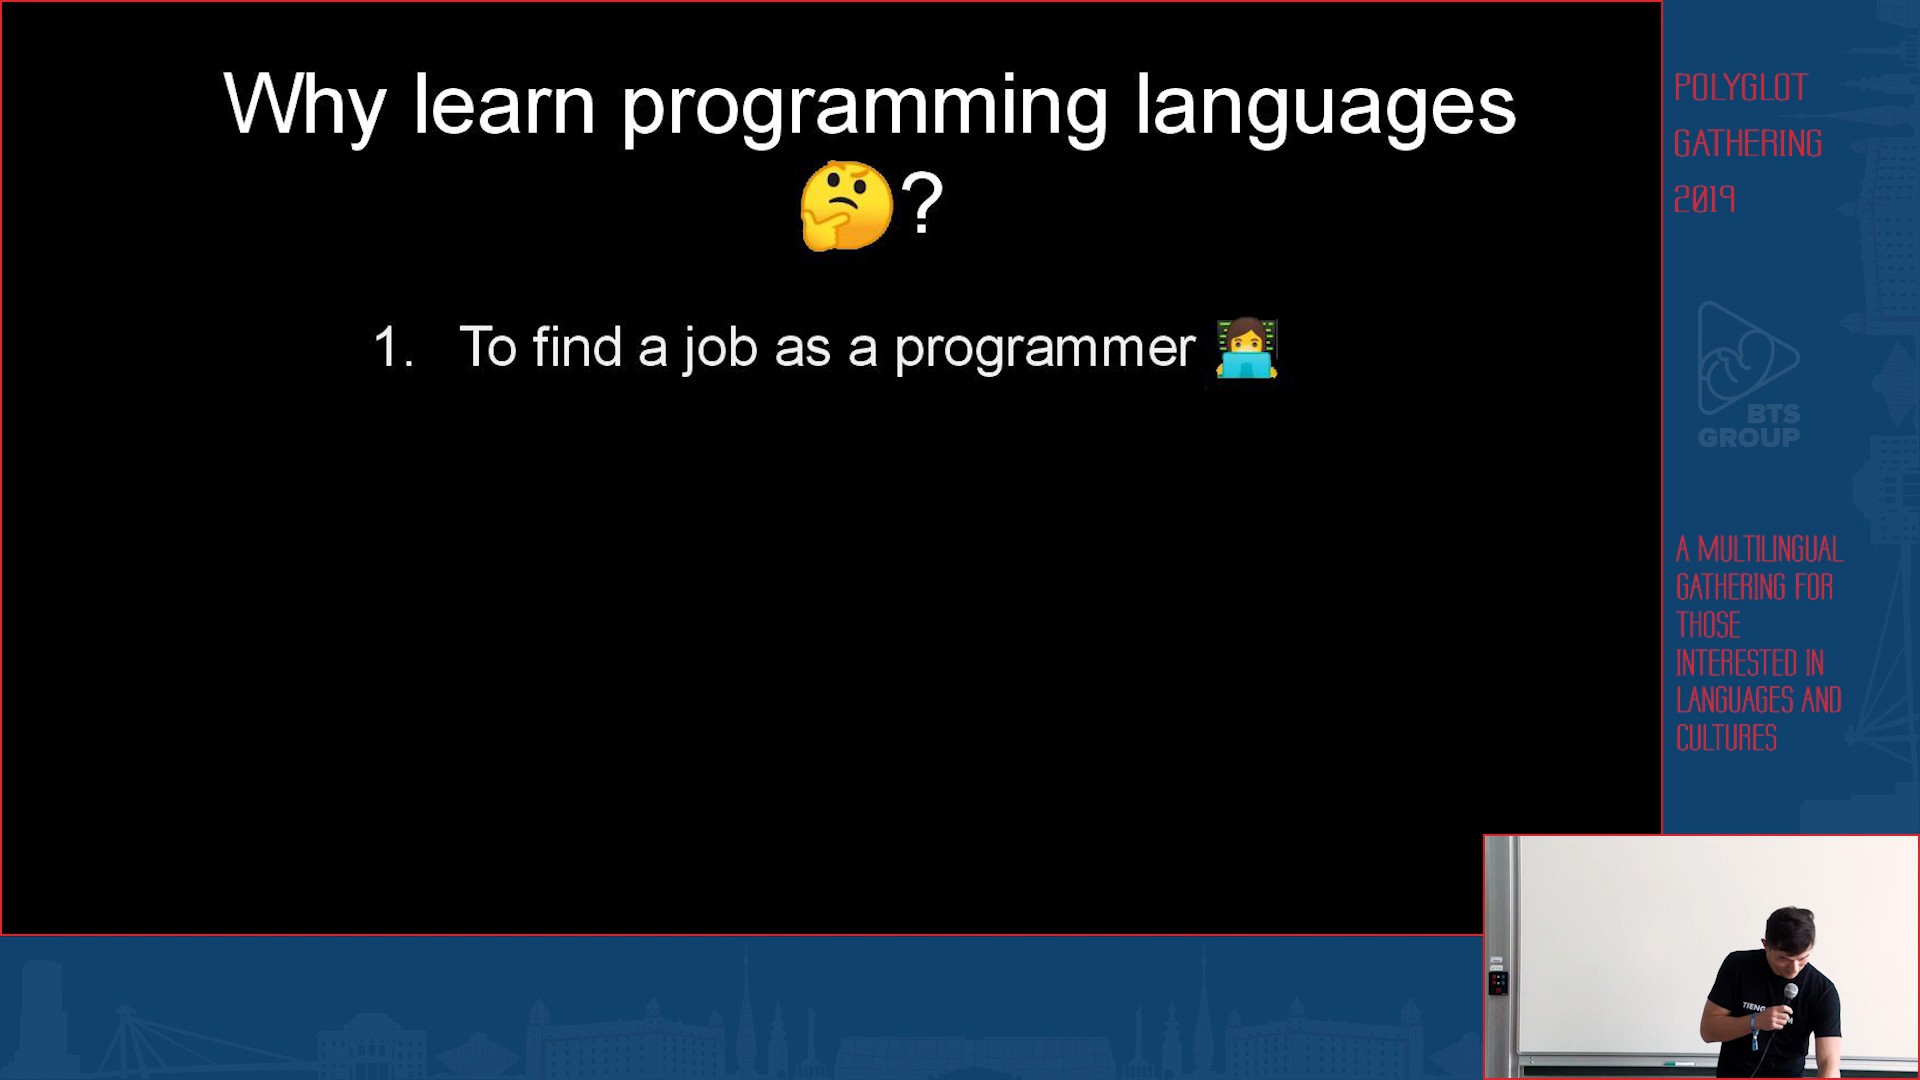 Why learn programming languages
🤔?
1. To find a job as a programmer 👩‍💻
POLYGLOT
GATHERING
2019
BTS
GROUP
A MULTILINGUAL
GATHERING FOR
THOSE
INTERESTED IN
LANGUAGES AND
CULTURES
TIENG